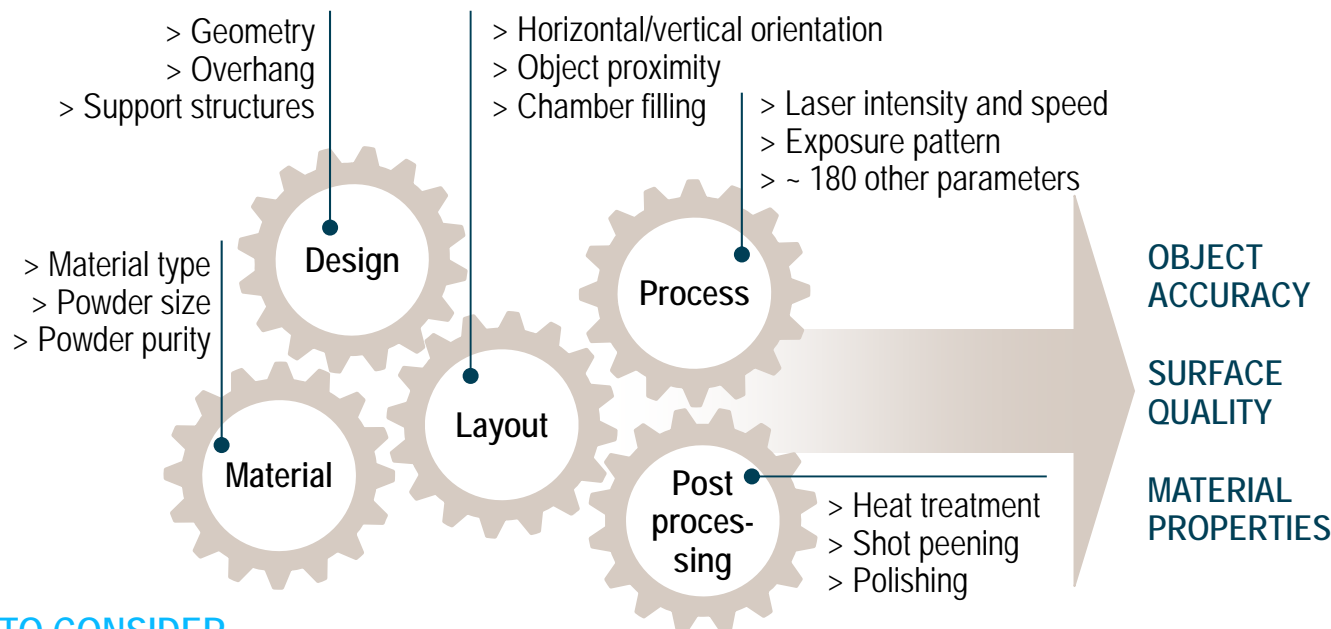 > Geometry
> Overhang
> Support structures
> Horizontal/vertical orientation
> Object proximity
> Chamber filling
> Laser intensity and speed
> Exposure pattern
> ~ 180 other parameters
> Material type
> Powder size
> Powder purity
Design
Process
Layout
Material
Post
proces-
sing
> Heat treatment
> Shot peening
> Polishing
OBJECT
ACCURACY
SURFACE
QUALITY
MATERIAL
PROPERTIES
TO CONSIDER